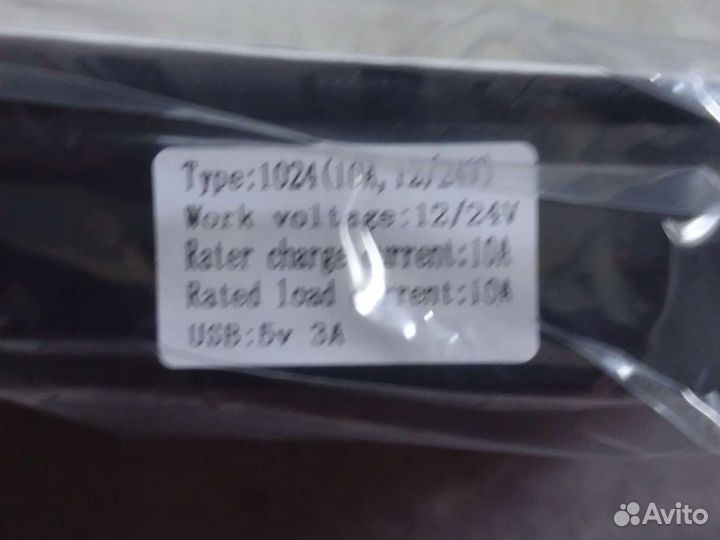 Type:1024(10A,12/24V)
Work voltage:12/24V
Rater charge current:10A
Rated load current:10A
USB:5v 3A
Avito